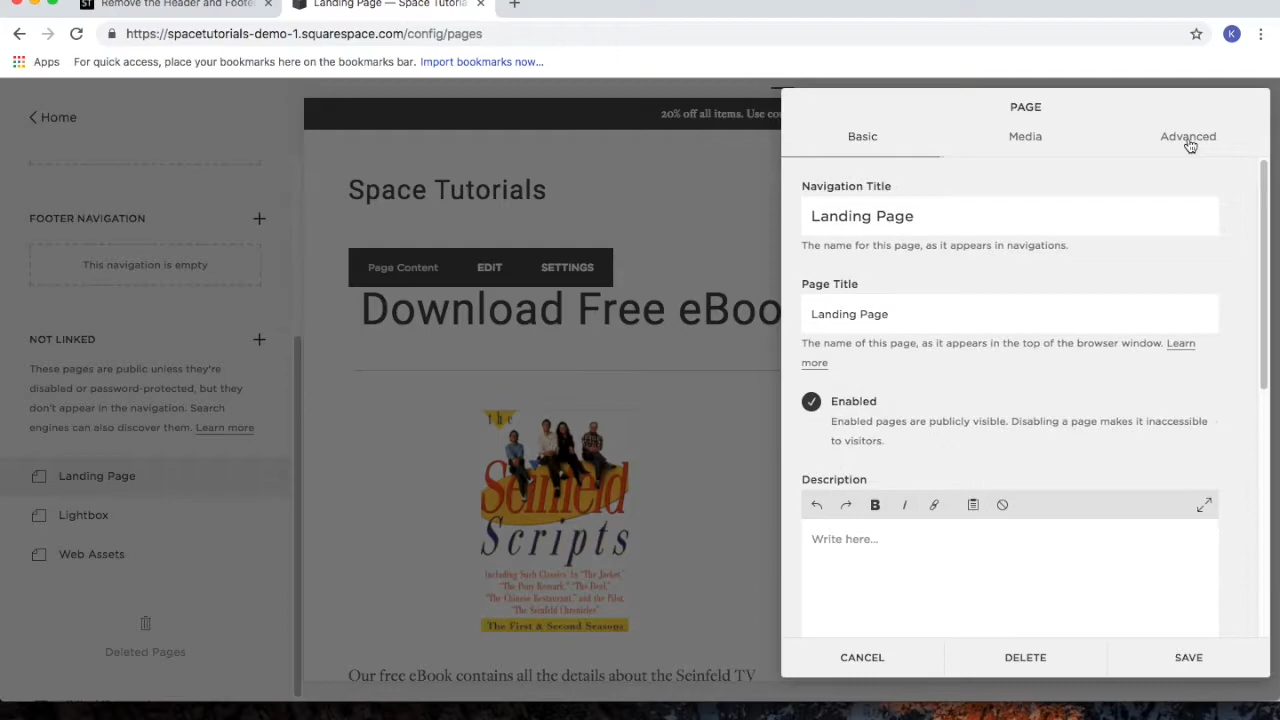 ST Remove the Header and Footer
Landing Page — Space Tutoria
https://spacetutorials-demo-1.squarespace.com/config/pages
K
Apps For quick access, place your bookmarks here on the bookmarks bar. Import bookmarks now...
Home
FOOTER NAVIGATION
This navigation is empty
NOT LINKED
These pages are public unless they're
disabled or password-protected, but they
don't appear in the navigation. Search
engines can also discover them. Learn more
Landing Page
Lightbox
Web Assets
Deleted Pages
20% off all items. Use cou
Space Tutorials
Page Content EDIT SETTINGS
Download Free eBoo
the
Seinfeld
Scripts
Including Such Classics As "The Jacket,"
"The Pony Remark," "The Deal,"
"The Chinese Restaurant," and the Pilot,
"The Seinfeld Chronicles"
The First & Second Seasons
Our free eBook contains all the details about the Seinfeld TV
PAGE
Basic Media Advanced
Navigation Title
Landing Page
The name for this page, as it appears in navigations.
Page Title
Landing Page
The name of this page, as it appears in the top of the browser window. Learn
more
Enabled
Enabled pages are publicly visible. Disabling a page makes it inaccessible
to visitors.
Description
B I
Write here...
CANCEL DELETE SAVE